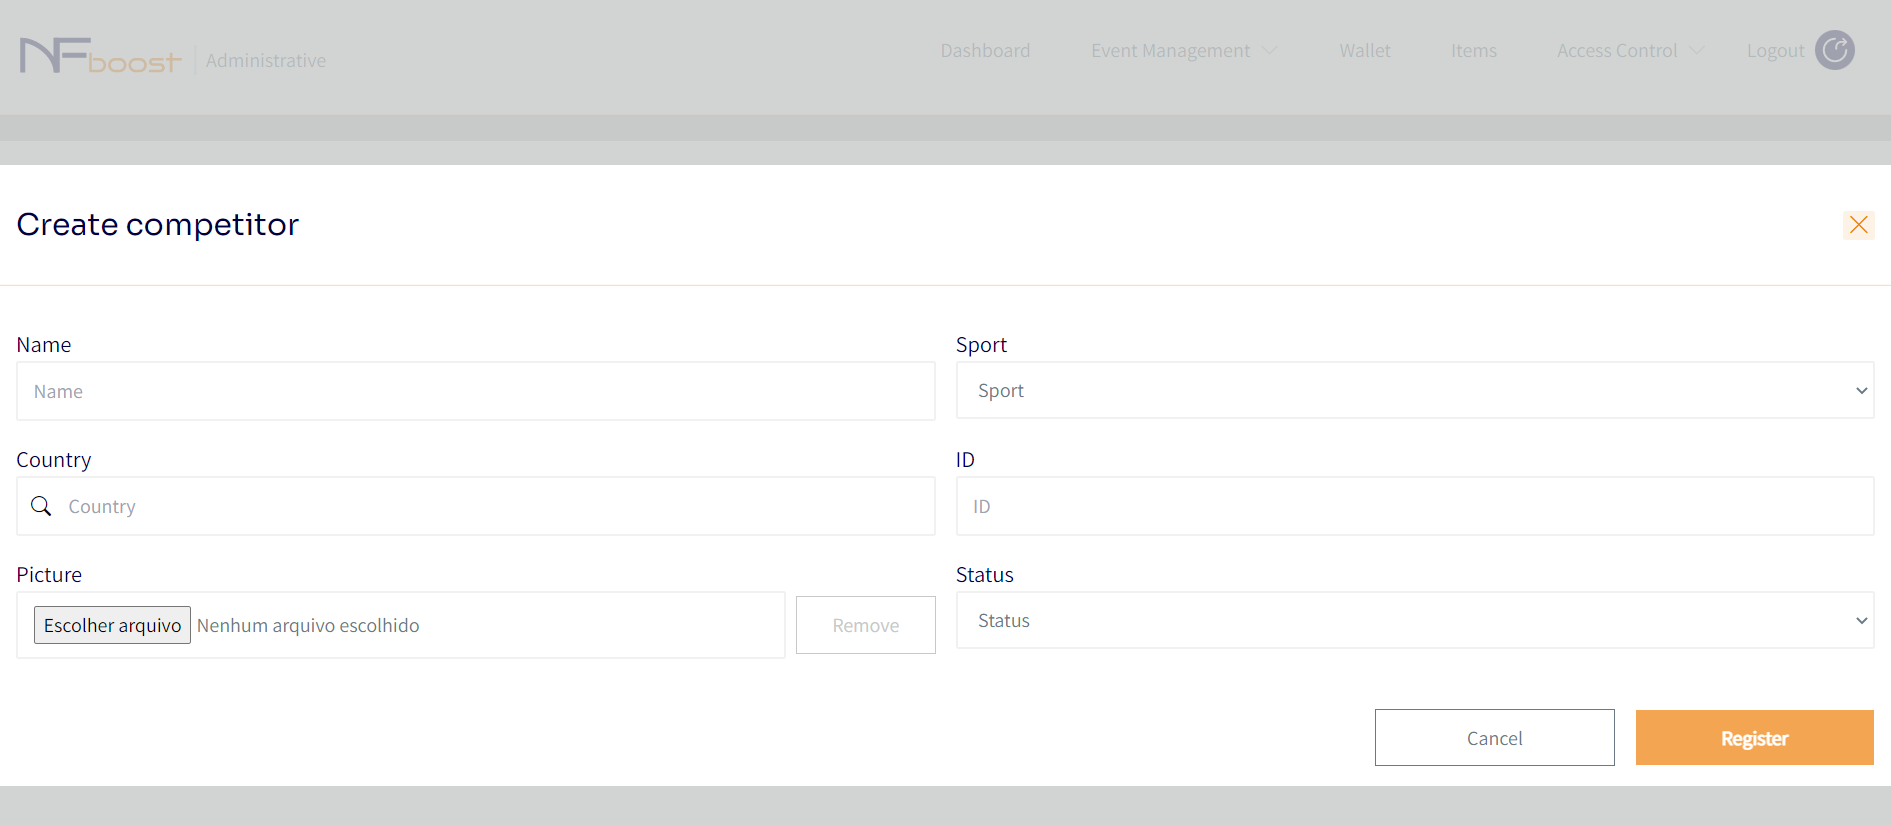 NFboost Administrative Dashboard Event Management Wallet Items Access Control Logout
Create competitor
Name
Name
Sport
Sport
Country
Country
ID
ID
Picture
Escolher arquivo Nenhum arquivo escolhido
Remove
Status
Status
Cancel
Register